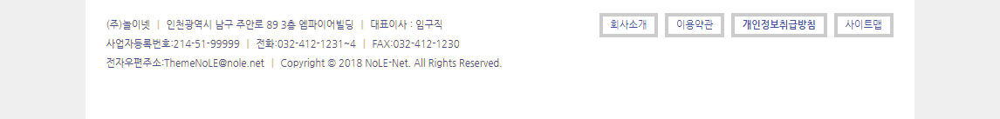 (주)놀이넷 | 인천광역시 남구 주안로 89 3층 엠파이어빌딩 | 대표이사 : 임구직
사업자등록번호:214-51-99999 | 전화:032-412-1231~4 | FAX:032-412-1230
전자우편주소:ThemeNoLE@nole.net | Copyright © 2018 NoLE-Net. All Rights Reserved.
회사소개 이용약관 개인정보취급방침 사이트맵